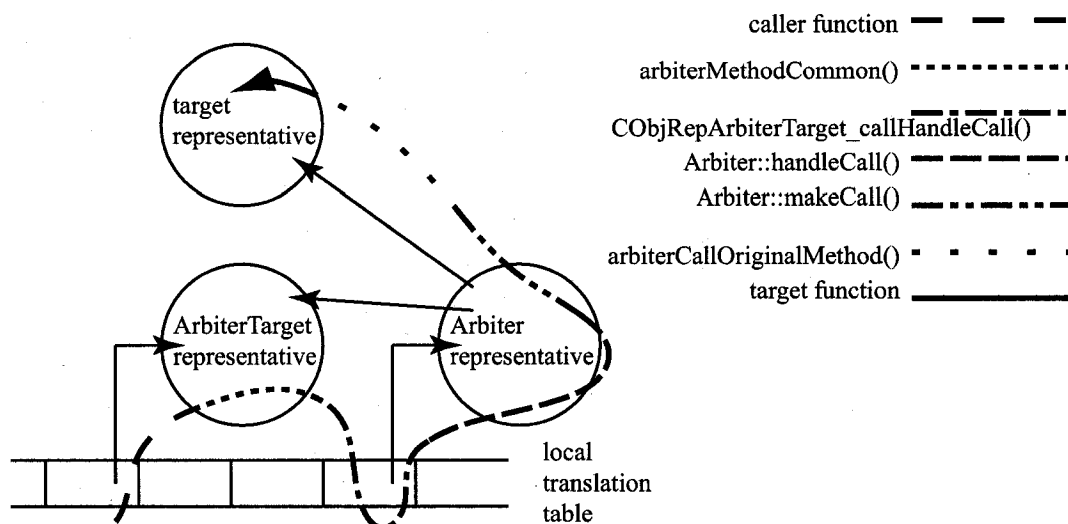 target
representative
ArbiterTarget
representative
Arbiter
representative
local
translation
table
caller function
arbiterMethodCommon()
CObjRepArbiterTarget_callHandleCall()
Arbiter::handleCall()
Arbiter::makeCall()
arbiterCallOriginalMethod()
target function